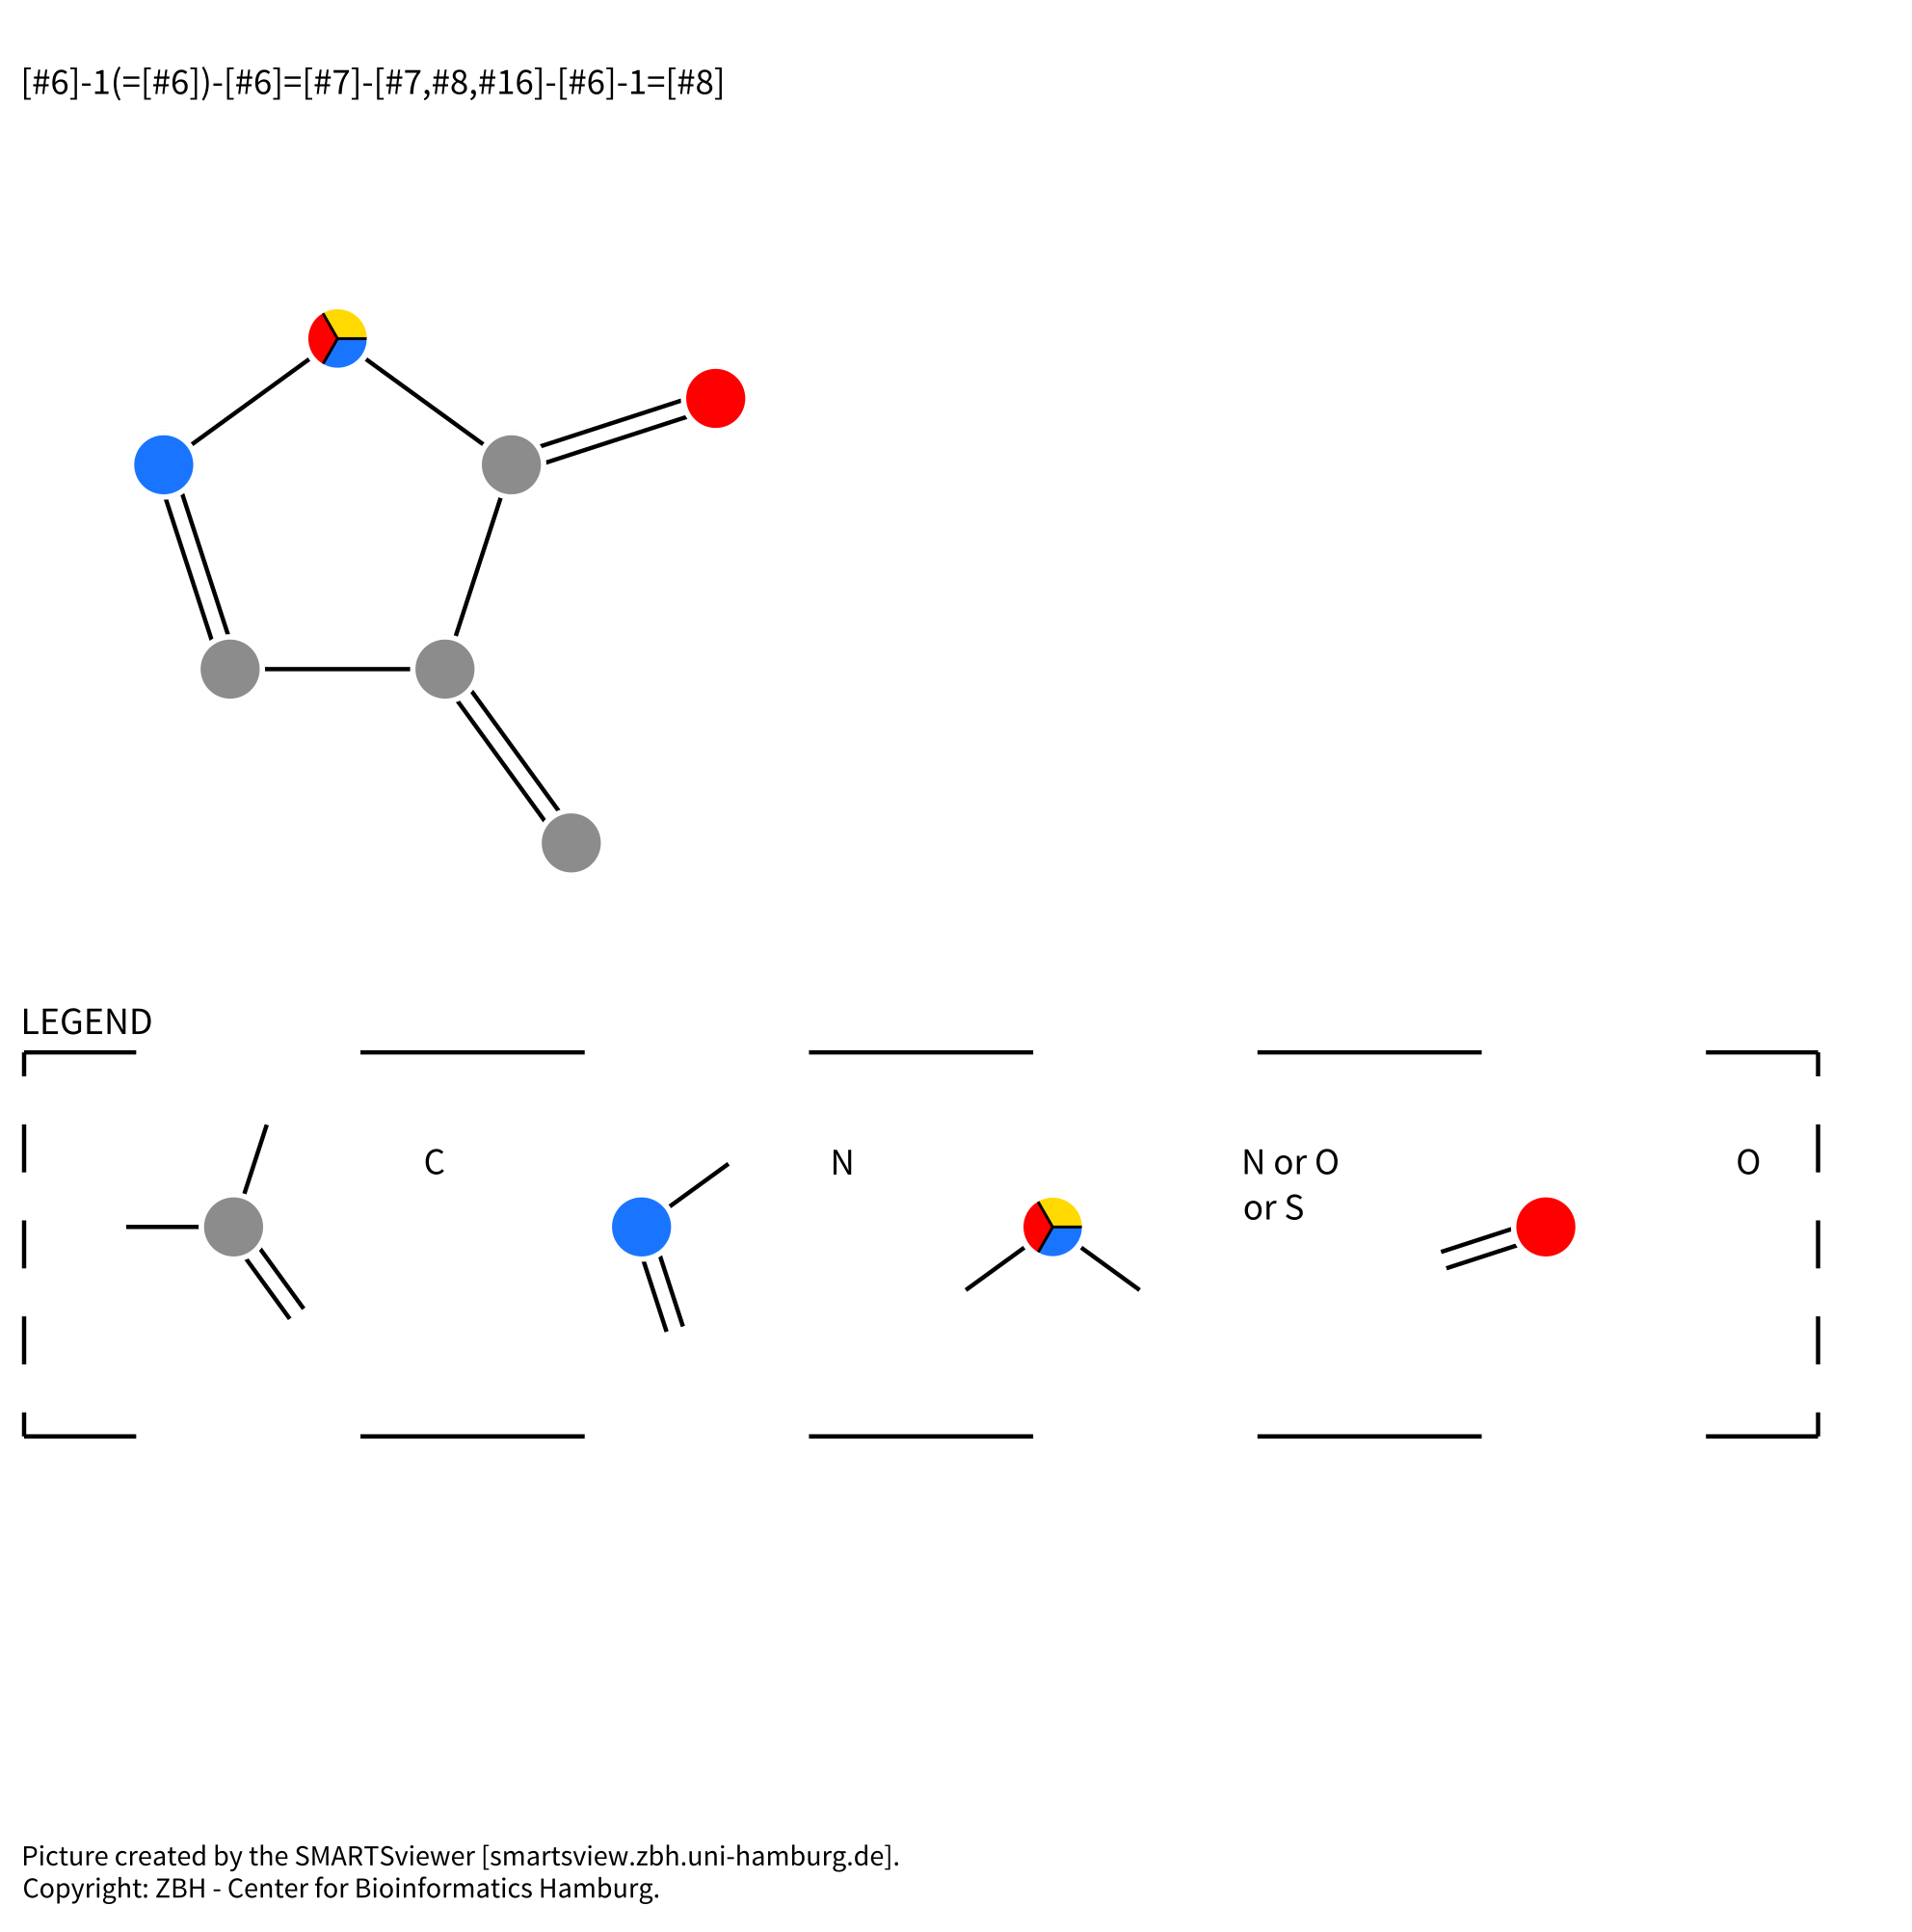 [#6]-1(=[#6])-[#6]=[#7]-[#7,#8,#16]-[#6]-1=[#8]
LEGEND
C
N
N or O
or S
O
Picture created by the SMARTSviewer [smartsview.zbh.uni-hamburg.de].
Copyright: ZBH - Center for Bioinformatics Hamburg.